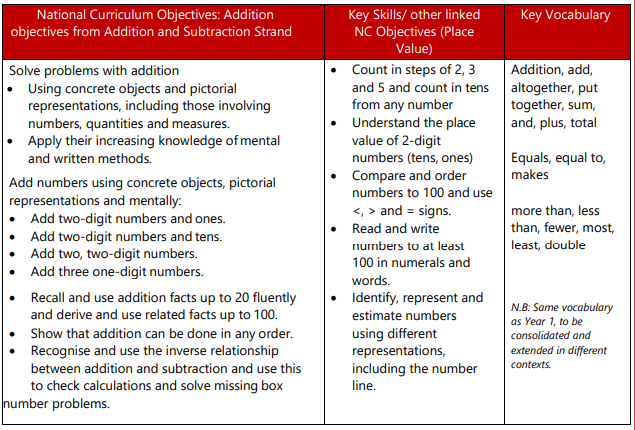 National Curriculum Objectives: Addition
objectives from Addition and Subtraction Strand
Key Skills/ other linked
NC Objectives (Place
Value)
Key Vocabulary
Solve problems with addition
• Using concrete objects and pictorial
representations, including those involving
numbers, quantities and measures.
• Apply their increasing knowledge of mental
and written methods.
Add numbers using concrete objects, pictorial
representations and mentally:
• Add two-digit numbers and ones.
• Add two-digit numbers and tens.
• Add two, two-digit numbers.
• Add three one-digit numbers.
• Recall and use addition facts up to 20 fluently
and derive and use related facts up to 100.
• Show that addition can be done in any order.
• Recognise and use the inverse relationship
between addition and subtraction and use this
to check calculations and solve missing box
number problems.
• Count in steps of 2, 3
and 5 and count in tens
from any number
• Understand the place
value of 2-digit
numbers (tens, ones)
• Compare and order
numbers to 100 and use
<, > and = signs.
• Read and write
numbers to at least
100 in numerals and
words.
• Identify, represent and
estimate numbers
using different
representations,
including the number
line.
Addition, add,
altogether, put
together, sum,
and, plus, total
Equals, equal to,
makes
more than, less
than, fewer, most,
least, double
N.B: Same vocabulary
as Year 1, to be
consolidated and
extended in different
contexts.